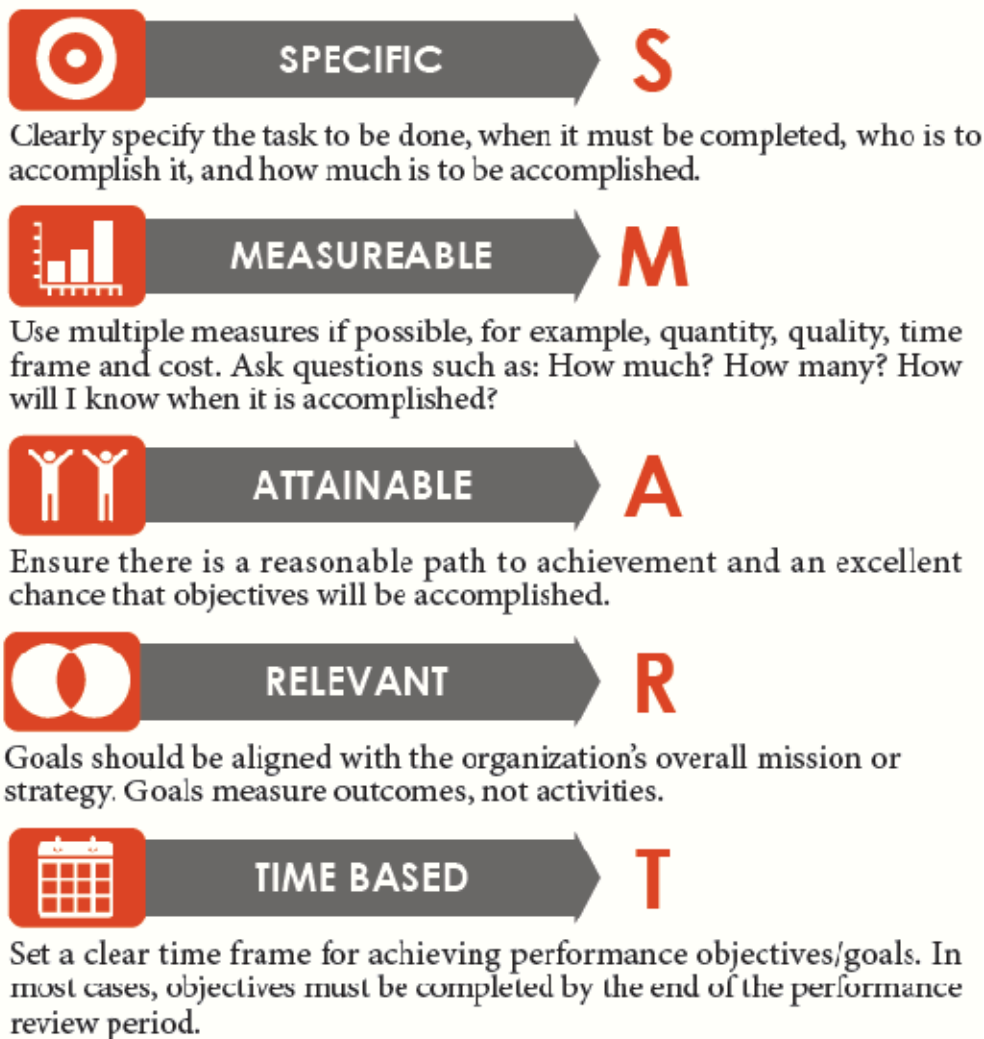 SPECIFIC
S
Clearly specify the task to be done, when it must be completed, who is to
accomplish it, and how much is to be accomplished.
MEASUREABLE
M
Use multiple measures if possible, for example, quantity, quality, time
frame and cost. Ask questions such as: How much? How many? How
will I know when it is accomplished?
ATTAINABLE
A
Ensure there is a reasonable path to achievement and an excellent
chance that objectives will be accomplished.
RELEVANT
R
Goals should be aligned with the organization's overall mission or
strategy. Goals measure outcomes, not activities.
TIME BASED
T
Set a clear time frame for achieving performance objectives/goals. In
most cases, objectives must be completed by the end of the performance
review period.